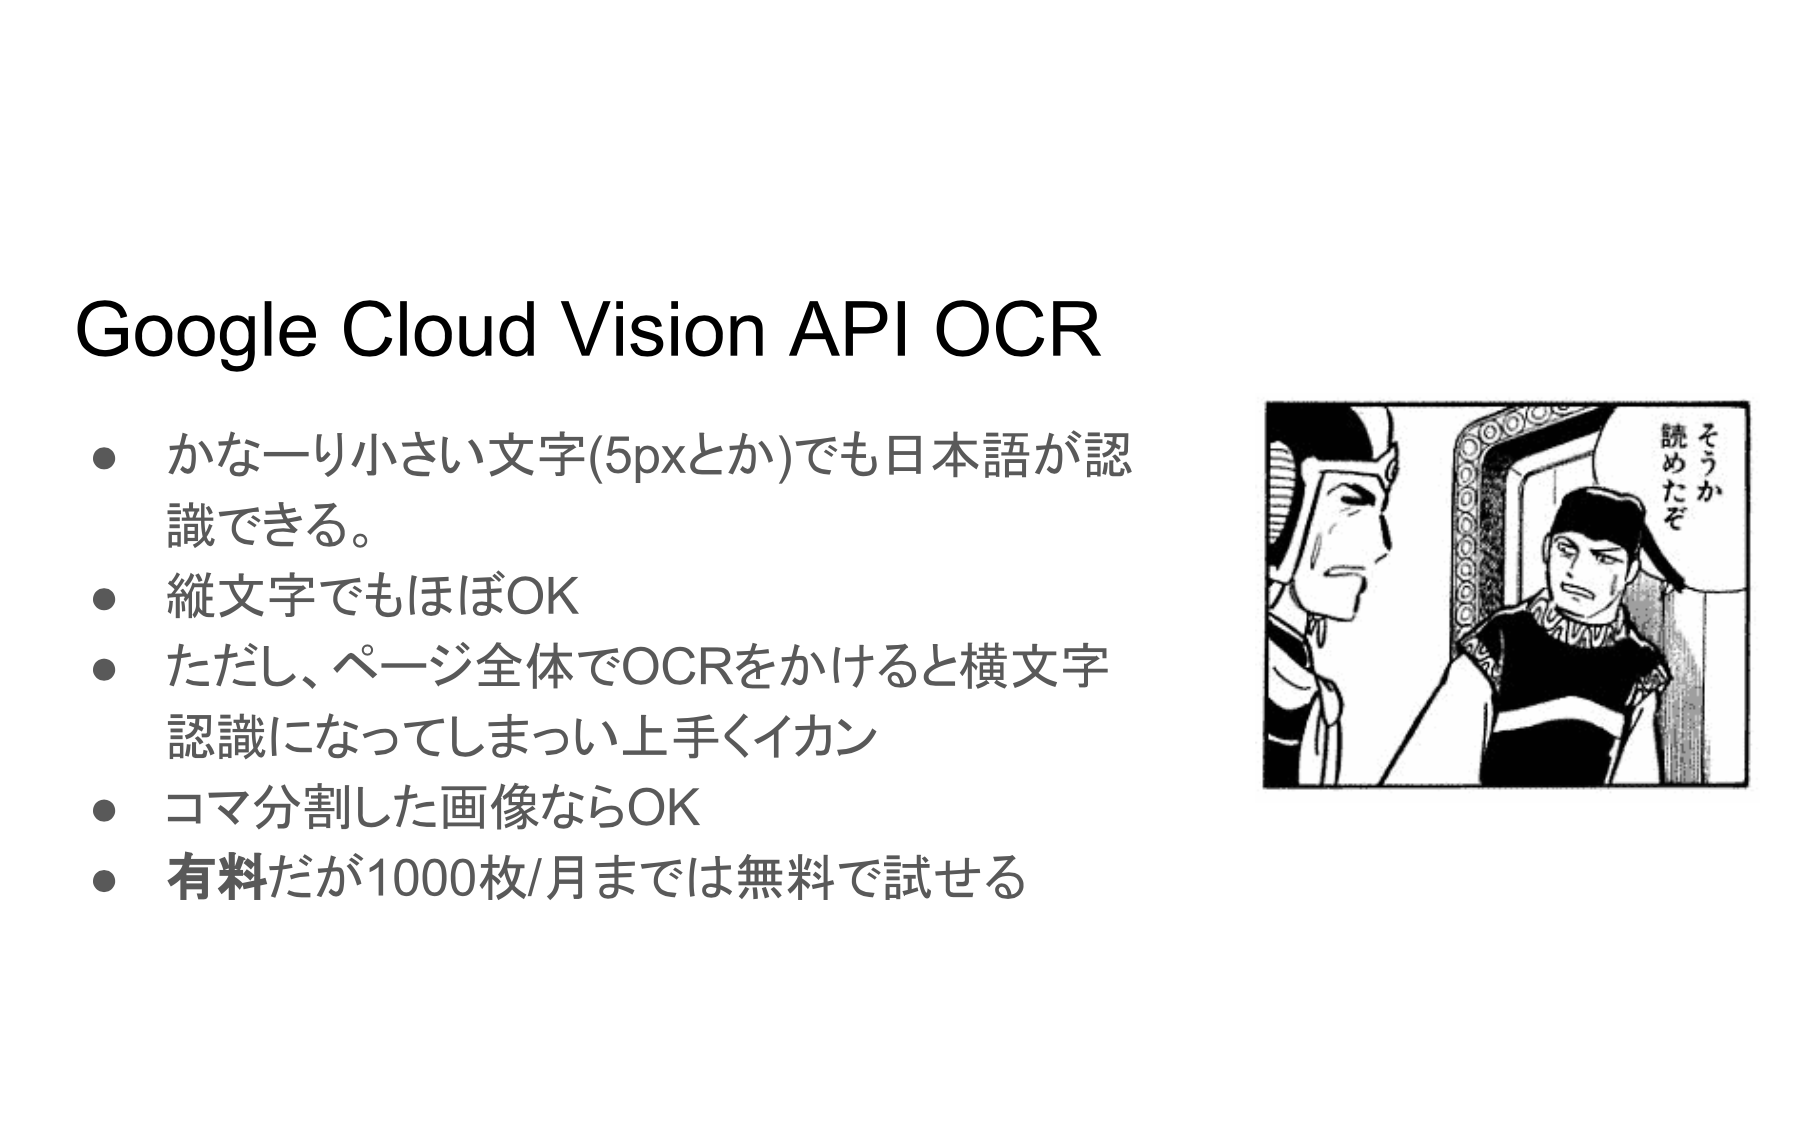 Google Cloud Vision API OCR
● かなーり小さい文字(5pxとか)でも日本語が認
識できる。
● 縦文字でもほぼOK
● ただし、ページ全体でOCRをかけると横文字
認識になってしまっい上手くイカン
● コマ分割した画像ならOK
● 有料だが1000枚/月までは無料で試せる
そうか
読めたぞ